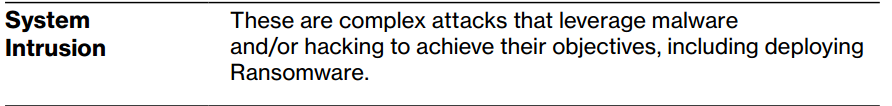 System
Intrusion
These are complex attacks that leverage malware
and/or hacking to achieve their objectives, including deploying
Ransomware.